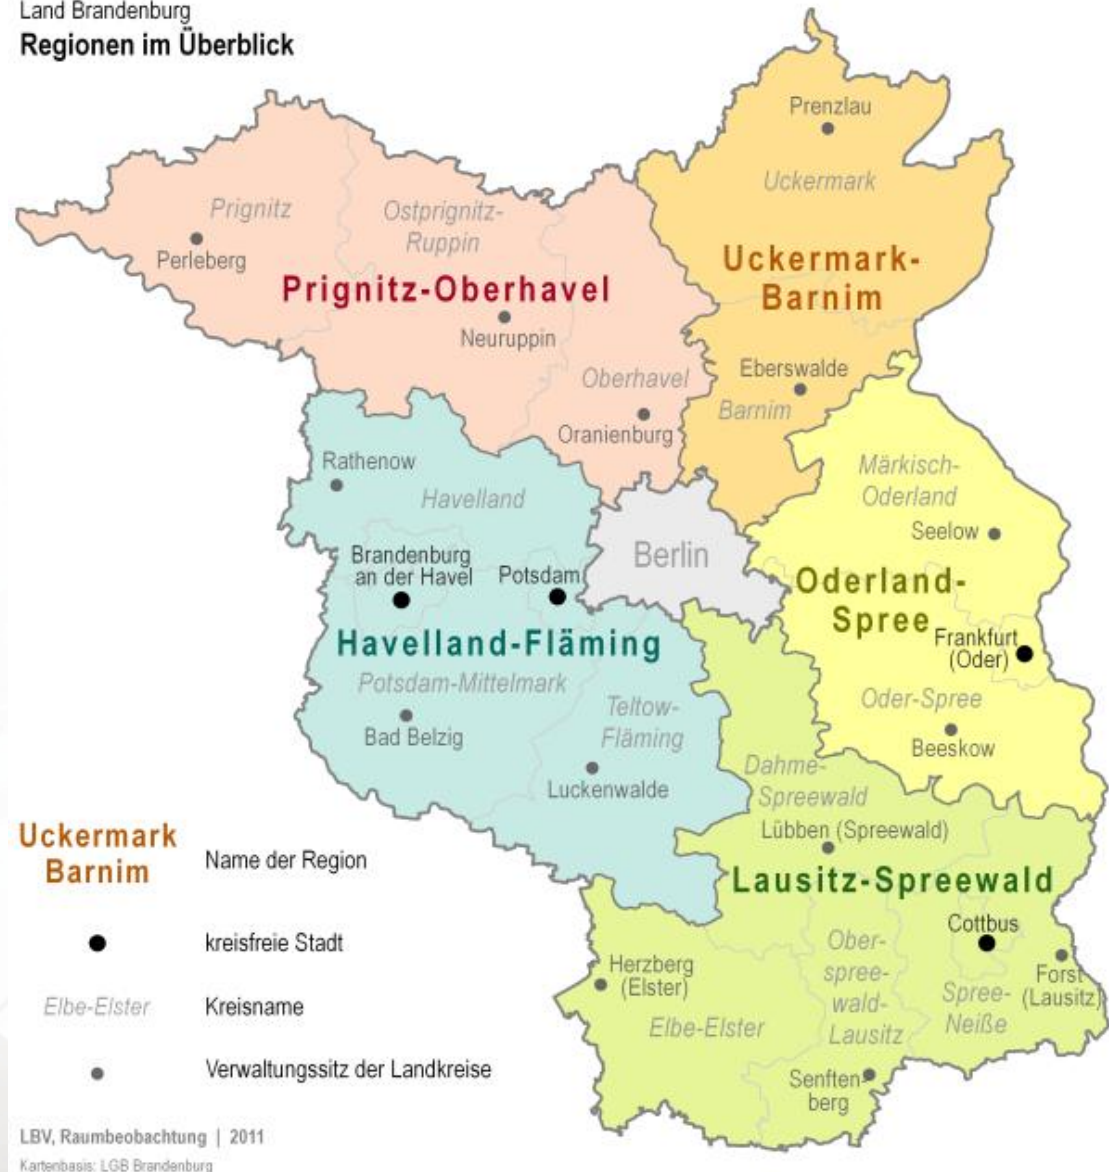 Land Brandenburg
Regionen im Überblick
Prenzlau
Uckermark
Prignitz
Perleberg
Ostprignitz-
Ruppin
Uckermark-
Barnim
Prignitz-Oberhavel
Neuruppin
Oberhavel
Oranienburg
Eberswalde
Barnim
Rathenow
Havelland
Märkisch-
Oderland
Seelow
Brandenburg
an der Havel
Potsdam
Berlin
Oderland-
Spree
Frankfurt
(Oder)
Havelland-Fläming
Potsdam-Mittelmark
Bad Belzig
Teltow-
Fläming
Luckenwalde
Oder-Spree
Beeskow
Dahme-
Spreewald
Lübben (Spreewald)
Lausitz-Spreewald
Cottbus
Forst
(Lausitz)
Herzberg
(Elster)
Elbe-Elster
Ober-
spree-
wald-
Lausitz
Spree-
Neiße
Senften-
berg
Uckermark
Barnim
Name der Region
kreisfreie Stadt
Elbe-Elster
Kreisname
Verwaltungssitz der Landkreise
LBV, Raumbeobachtung | 2011
Kartenbasis: LGB Brandenburg